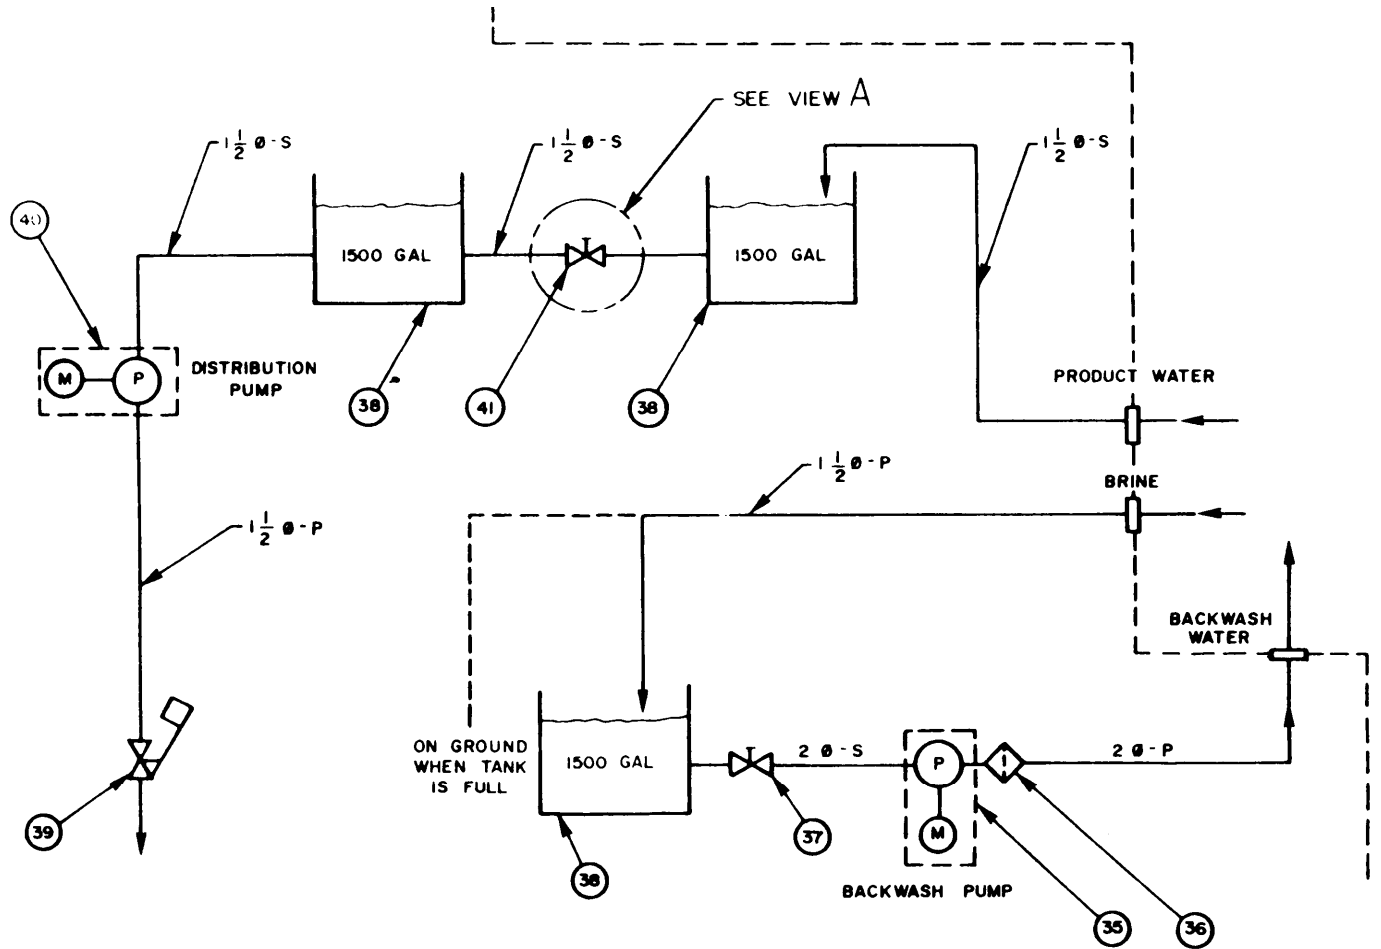 SEE VIEW A
1 1/2 Ø-S
1 1/2 Ø-S
1 1/2 Ø-S
40
1500 GAL
1500 GAL
M
P
DISTRIBUTION
PUMP
38
41
38
PRODUCT WATER
1 1/2 Ø-P
BRINE
1 1/2 Ø-P
BACKWASH
WATER
ON GROUND
WHEN TANK
IS FULL
1500 GAL
2 Ø-S
P
2 Ø-P
M
39
37
38
BACKWASH PUMP
35
36